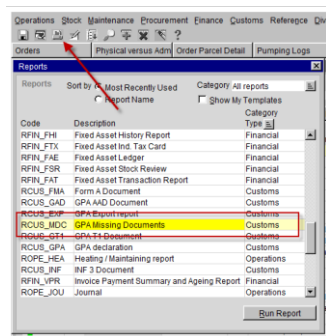 Operations Stock Maintenance Procurement Finance Customs Reference Div
Orders Physical versus Adm Order Parcel Detail Pumping Logs
Reports
Reports Sort by Most Recently Used Category All reports
Report Name Show My Templates
Code Description Category Type
RFIN_FHI Fixed Asset History Report Financial
RFIN_FTX Fixed Asset Ind. Tax Card Financial
RFIN_FAE Fixed Asset Ledger Financial
RFIN_FSR Fixed Asset Stock Review Financial
RFIN_FAT Fixed Asset Transaction Report Financial
RCUS_FMA Form A Document Customs
RCUS_GAD GPA AAD Document Customs
RCUS_EXP GPA Export report Customs
RCUS_MDC GPA Missing Documents Customs
RCUS_GT1 GPA T1 Document Customs
RCUS_GPA GPA declaration Customs
ROPE_HEA Heating / Maintaining report Operations
RCUS_INF INF 3 Document Customs
RFIN_VPR Invoice Payment Summary and Ageing Report Financial
ROPE_JOU Journal Operations
Run Report